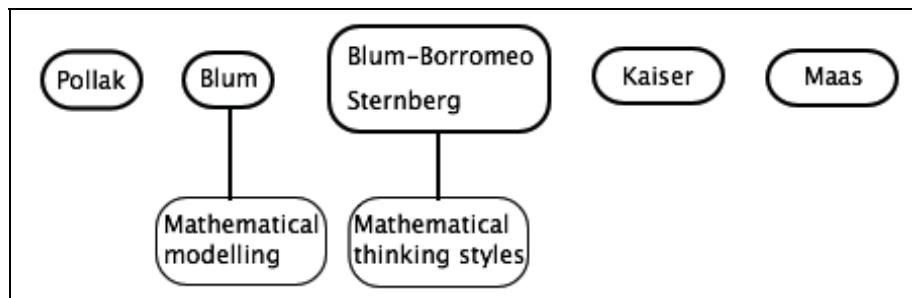 Pollak
Blum
Blum-Borromeo
Sternberg
Kaiser
Maas
Mathematical
modelling
Mathematical
thinking styles